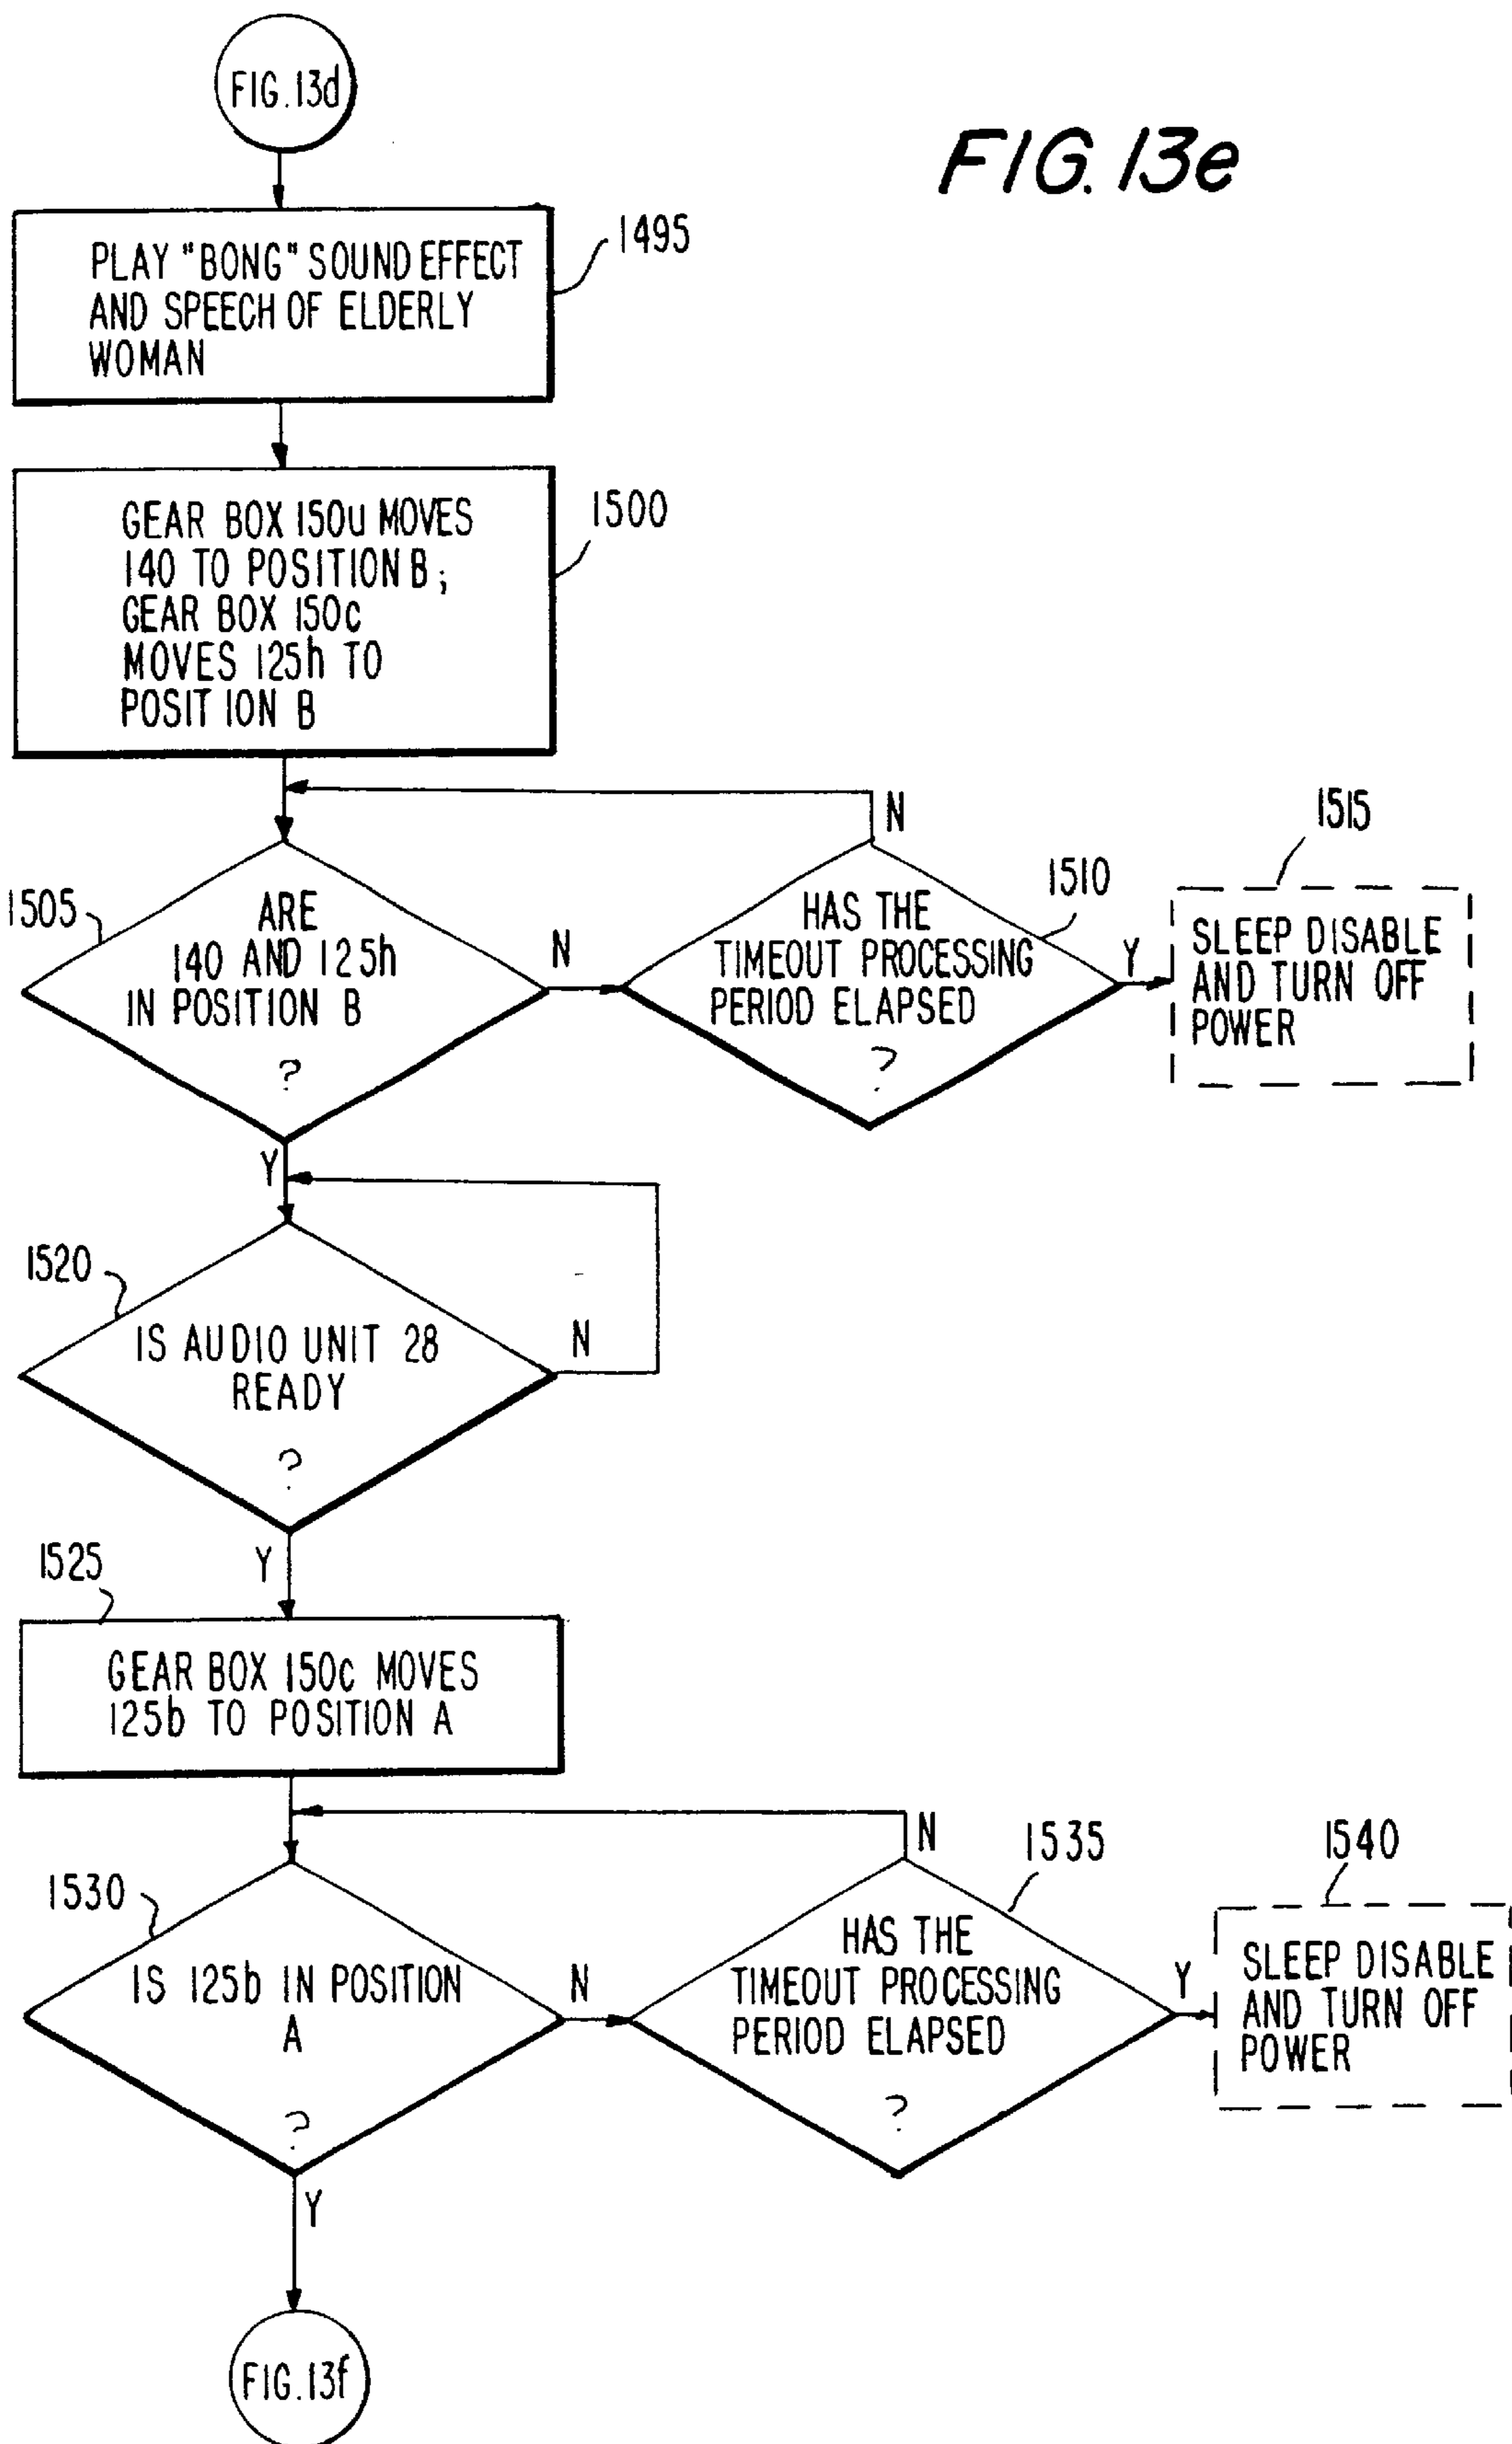 FIG. 13d
FIG. 13e
PLAY "BONG" SOUND EFFECT
AND SPEECH OF ELDERLY
WOMAN
1495
GEAR BOX 150u MOVES
140 TO POSITION B;
GEAR BOX 150c
MOVES 125h TO
POSITION B
1500
1505
ARE
140 AND 125h
IN POSITION B
?
N
Y
N
1510
HAS THE
TIMEOUT PROCESSING
PERIOD ELAPSED
?
Y
1515
SLEEP DISABLE
AND TURN OFF
POWER
1520
IS AUDIO UNIT 28
READY
?
N
Y
1525
GEAR BOX 150c MOVES
125b TO POSITION A
1530
IS 125b IN POSITION
A
?
N
Y
N
1535
HAS THE
TIMEOUT PROCESSING
PERIOD ELAPSED
?
Y
1540
SLEEP DISABLE
AND TURN OFF
POWER
FIG. 13f